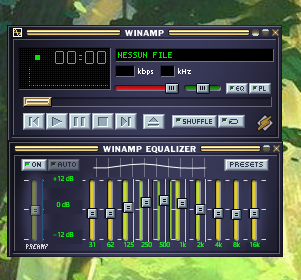 WINAMP
00:00
NESSUN FILE
kbps
kHz
EQ
PL
SHUFFLE
WINAMP EQUALIZER
ON
AUTO
PRESETS
+12 dB
0 dB
-12 dB
PREAMP
31 62 125 250 500 1k 2k 4k 8k 16k